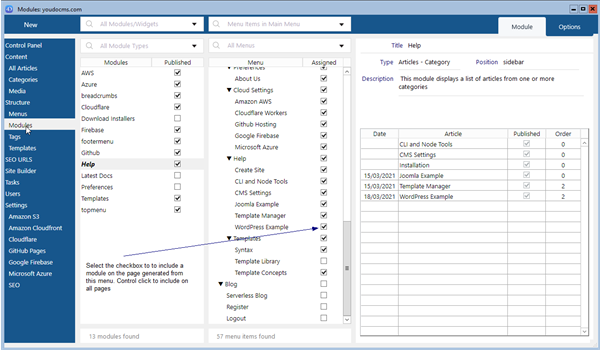 Modules: youdocms.com
New
All Modules/Widgets
Menu Items in Main Menu
Module
Options
All Module Types
All Menus
Control Panel
Content
All Articles
Categories
Media
Structure
Menus
Modules
Tags
Templates
SEO URLS
Site Builder
Tasks
Users
Settings
Amazon S3
Amazon Cloudfront
Cloudflare
GitHub Pages
Google Firebase
Microsoft Azure
SEO
Modules Published
AWS
Azure
breadcrumbs
Cloudflare
Download Installers
Firebase
footermenu
Github
Help
Latest Docs
Preferences
Templates
topmenu
Select the checkbox to to include a
module on the page generated from
this menu. Control click to include on
all pages
13 modules found
Menu Assigned
Preferences
About Us
Cloud Settings
Amazon AWS
Cloudflare Workers
Github Hosting
Google Firebase
Microsoft Azure
Help
Create Site
CLI and Node Tools
CMS Settings
Joomla Example
Template Manager
WordPress Example
Templates
Syntax
Template Library
Template Concepts
Blog
Serverless Blog
Register
Logout
57 menu items found
Title Help
Type Articles - Category Position sidebar
Description This module displays a list of articles from one or more
categories
Date Article Published Order
CLI and Node Tools 0
CMS Settings 0
Installation 0
15/03/2021 Joomla Example 0
15/03/2021 Template Manager 2
18/03/2021 WordPress Example 2